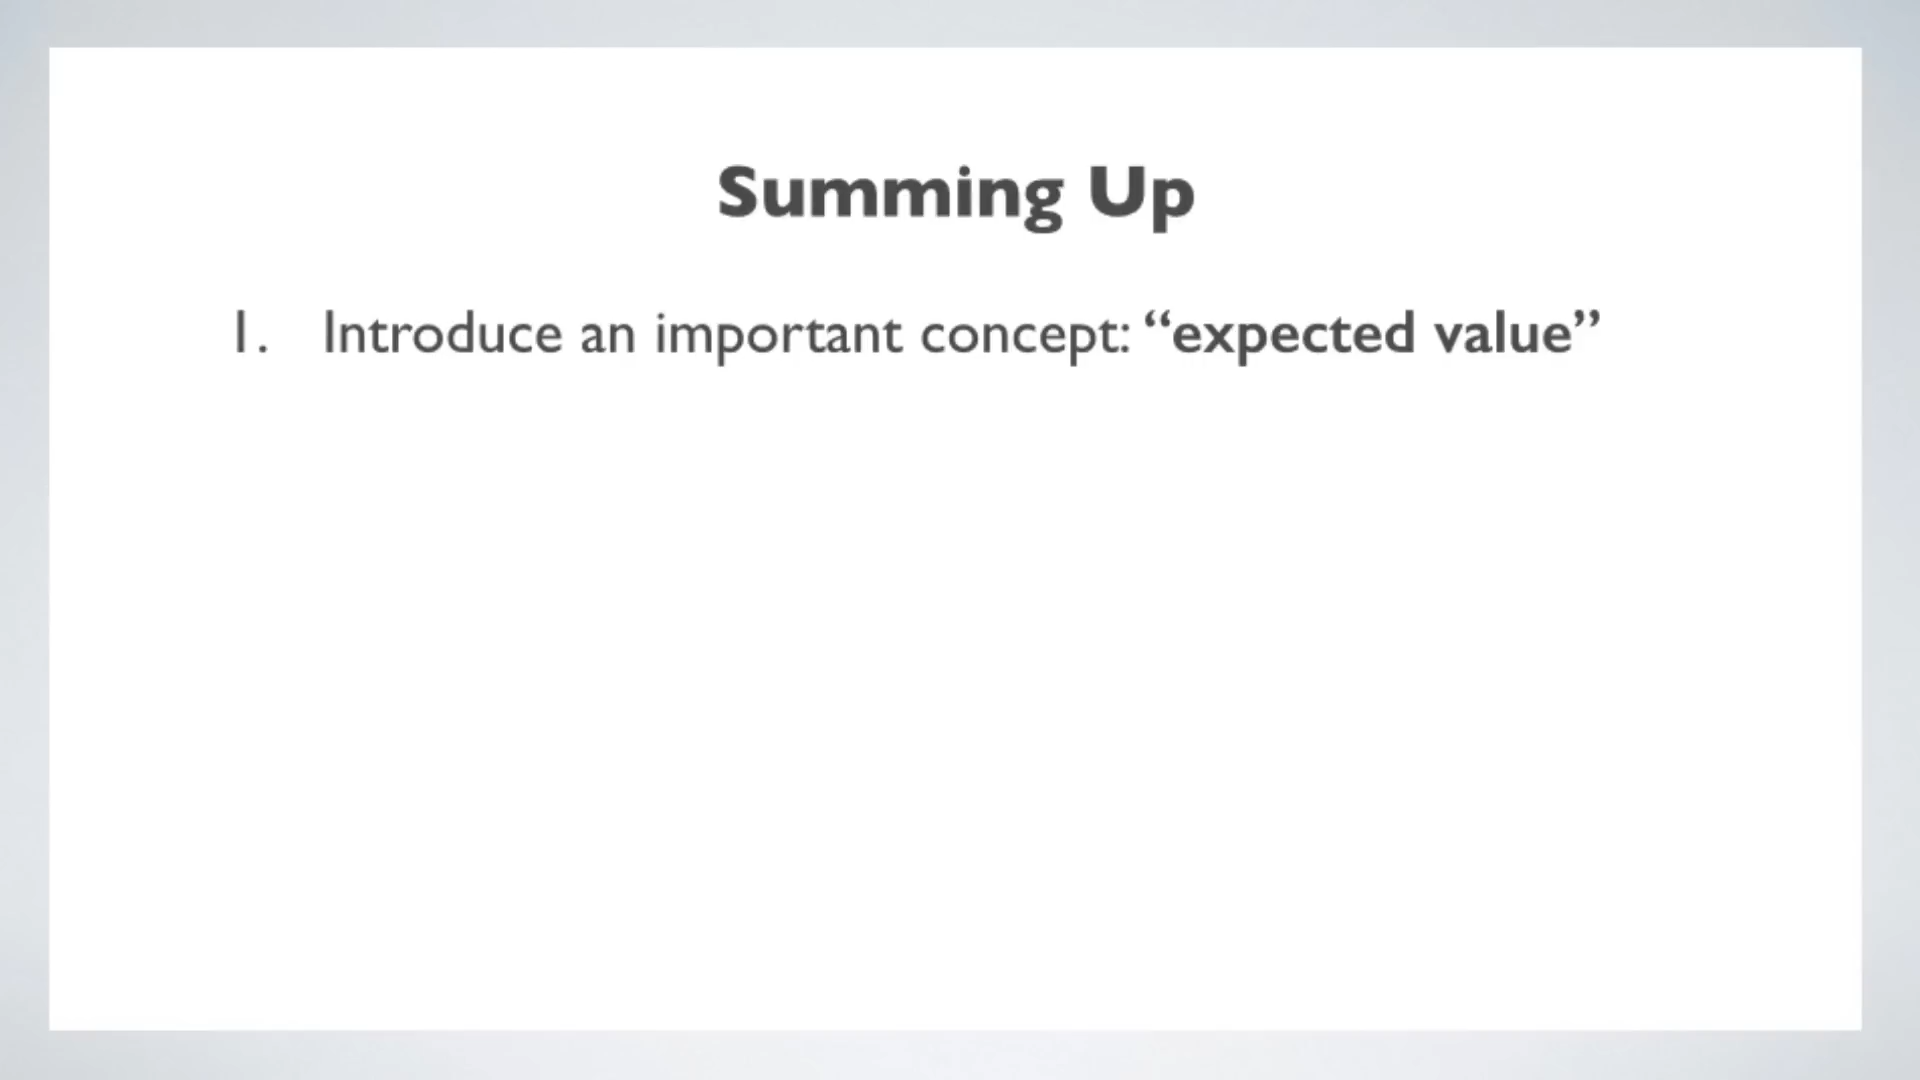 Summing Up
1. Introduce an important concept: “expected value”